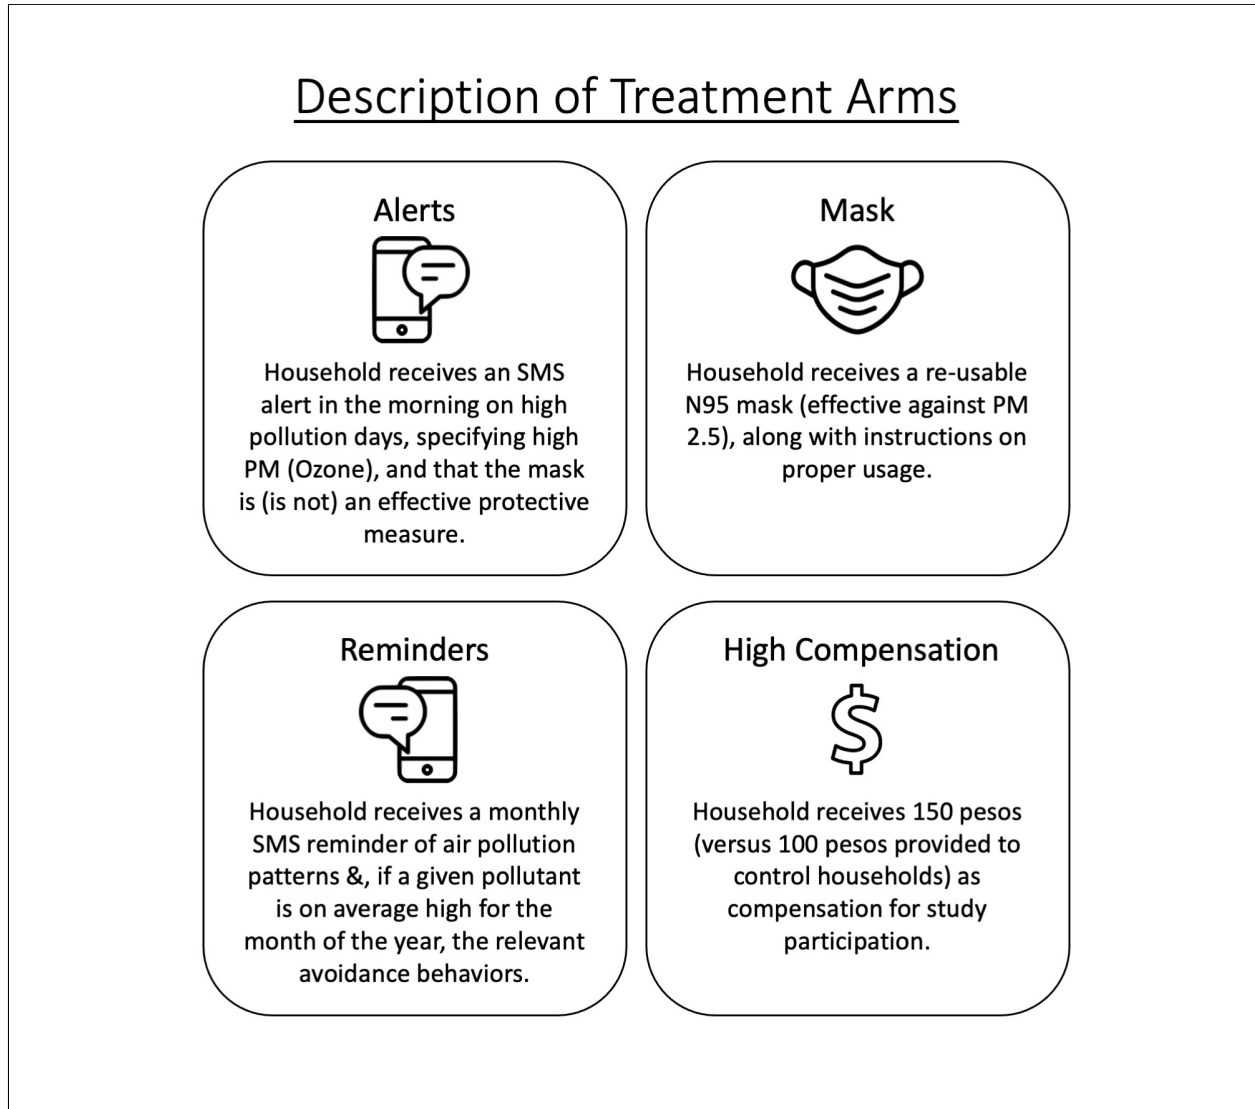 Description of Treatment Arms
Alerts
Household receives an SMS
alert in the morning on high
pollution days, specifying high
PM (Ozone), and that the mask
is (is not) an effective protective
measure.
Mask
Household receives a re-usable
N95 mask (effective against PM
2.5), along with instructions on
proper usage.
Reminders
Household receives a monthly
SMS reminder of air pollution
patterns &, if a given pollutant
is on average high for the
month of the year, the relevant
avoidance behaviors.
High Compensation
$
Household receives 150 pesos
(versus 100 pesos provided to
control households) as
compensation for study
participation.